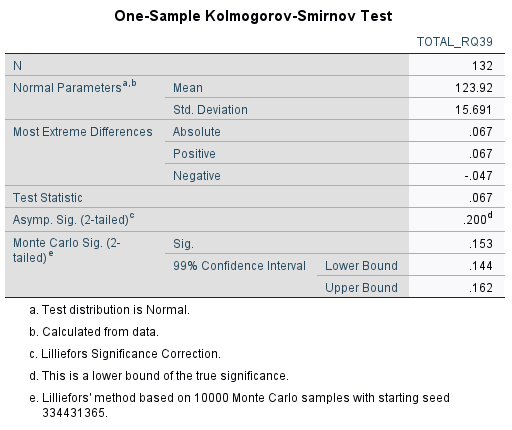 One-Sample Kolmogorov-Smirnov Test
TOTAL_RQ39
N 132
Normal Parametersa,b Mean 123.92
Std. Deviation 15.691
Most Extreme Differences Absolute .067
Positive .067
Negative -.047
Test Statistic .067
Asymp. Sig. (2-tailed)c .200d
Monte Carlo Sig. (2-
tailed)e Sig. .153
99% Confidence Interval Lower Bound .144
Upper Bound .162
a. Test distribution is Normal.
b. Calculated from data.
c. Lilliefors Significance Correction.
d. This is a lower bound of the true significance.
e. Lilliefors' method based on 10000 Monte Carlo samples with starting seed
334431365.